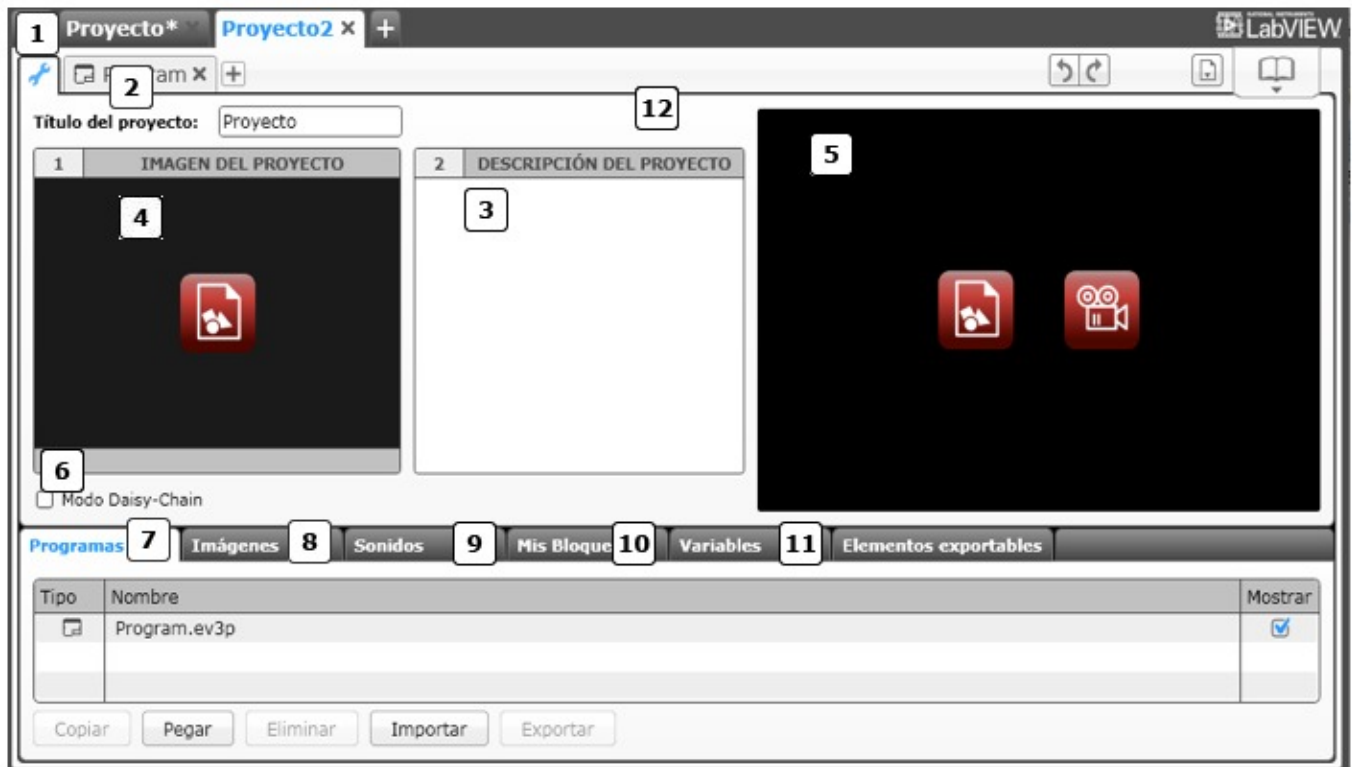 1 Proyecto* Proyecto2 × + NATIONAL INSTRUMENTS LabVIEW
2
12
Título del proyecto: Proyecto
5
1 IMAGEN DEL PROYECTO 2 DESCRIPCIÓN DEL PROYECTO
4 3
6
Modo Daisy-Chain
Programas 7 Imágenes 8 Sonidos 9 Mis Bloque 10 Variables 11 Elementos exportables
Tipo Nombre Mostrar
Program.ev3p
Copiar Pegar Eliminar Importar Exportar